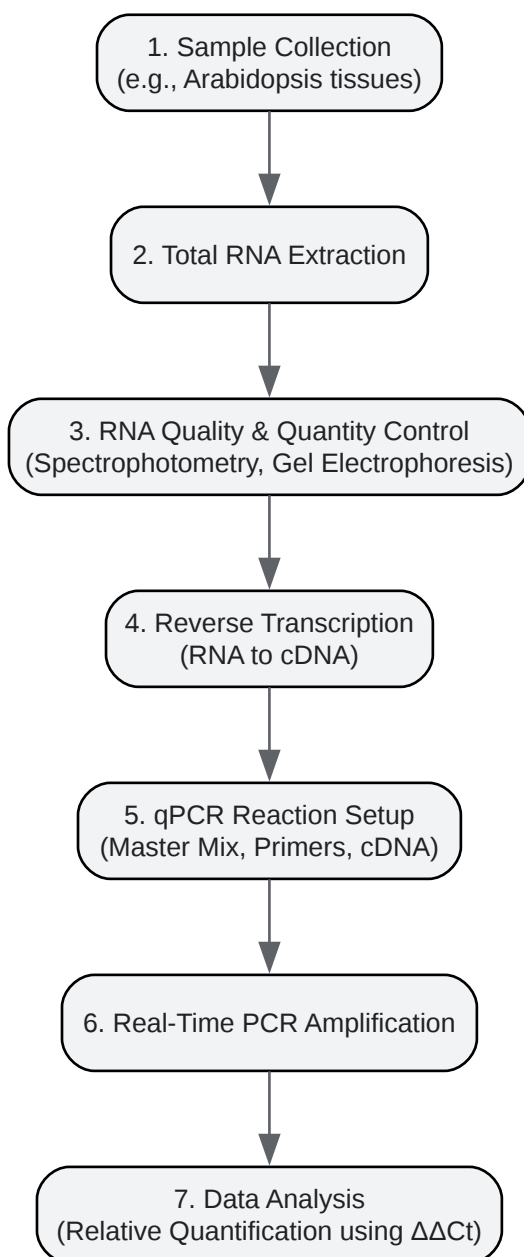 1. Sample Collection
(e.g., Arabidopsis tissues)
2. Total RNA Extraction
3. RNA Quality & Quantity Control
(Spectrophotometry, Gel Electrophoresis)
4. Reverse Transcription
(RNA to cDNA)
5. qPCR Reaction Setup
(Master Mix, Primers, cDNA)
6. Real-Time PCR Amplification
7. Data Analysis
(Relative Quantification using ΔΔCt)